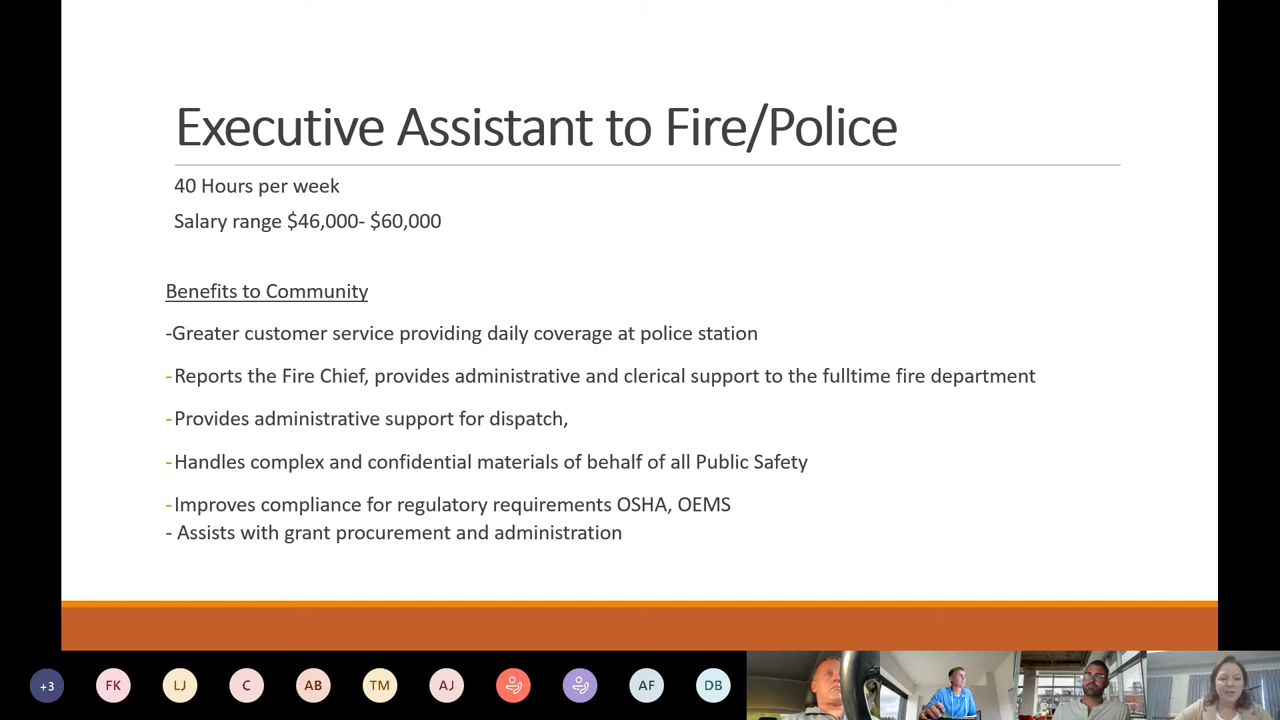 Executive Assistant to Fire/Police
40 Hours per week
Salary range $46,000- $60,000
Benefits to Community
-Greater customer service providing daily coverage at police station
-Reports the Fire Chief, provides administrative and clerical support to the fulltime fire department
-Provides administrative support for dispatch,
-Handles complex and confidential materials of behalf of all Public Safety
-Improves compliance for regulatory requirements OSHA, OEMS
- Assists with grant procurement and administration
+3 FK LJ C AB TM AJ AF DB